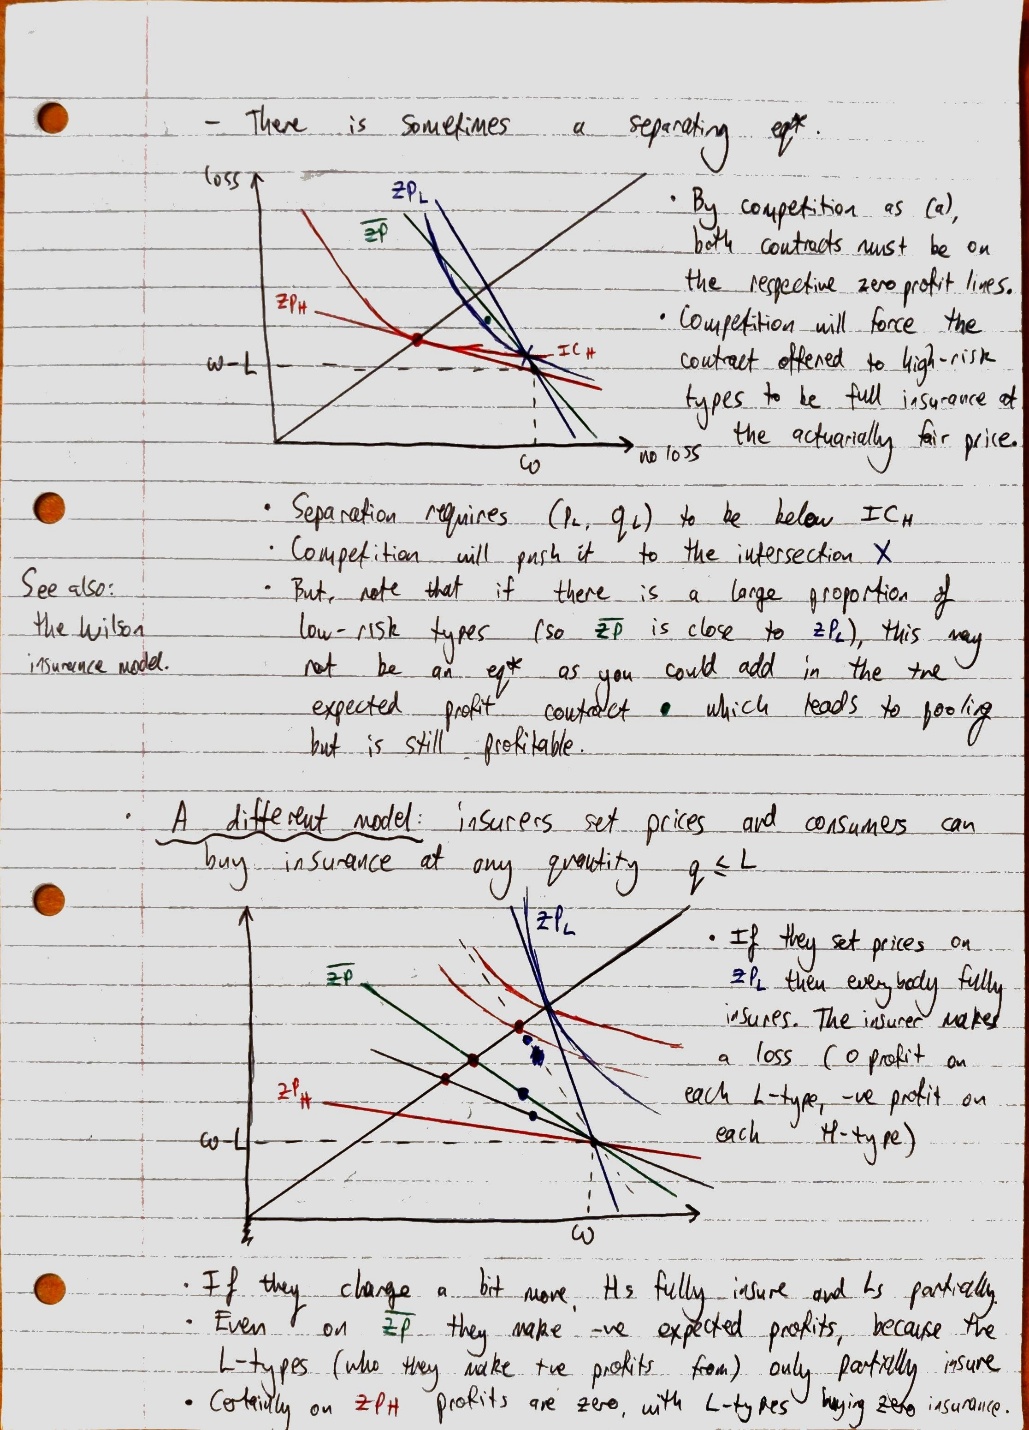 - There is sometimes a separating eq*.
loss
ZP_L
Z̅P̅
ZP_H
IC_H
ω-L
ω
no loss
· By competition as (a),
both contracts must be on
the respective zero profit lines.
· Competition will force the
contract offered to high-risk
types to be full insurance at
the actuarially fair price.
· Separation requires (p_L, q_L) to be below IC_H
· Competition will push it to the intersection X
· But, note that if there is a large proportion of
low-risk types (so Z̅P̅ is close to ZP_L), this may
not be an eq* as you could add in the +ve
expected profit contract • which leads to pooling
but is still profitable.
See also:
the Wilson
insurance model.
· A different model: insurers set prices and consumers can
buy insurance at any quantity q ≤ L
ZP_L
Z̅P̅
ZP_H
ω-L
ω
· If they set prices on
ZP_L then everybody fully
insures. The insurer makes
a loss (0 profit on
each L-type, -ve profit on
each H-type)
· If they charge a bit more, Hs fully insure and Ls partially.
· Even on Z̅P̅ they make -ve expected profits, because the
L-types (who they make +ve profits from) only partially insure
· Certainly on ZP_H profits are zero, with L-types buying zero insurance.